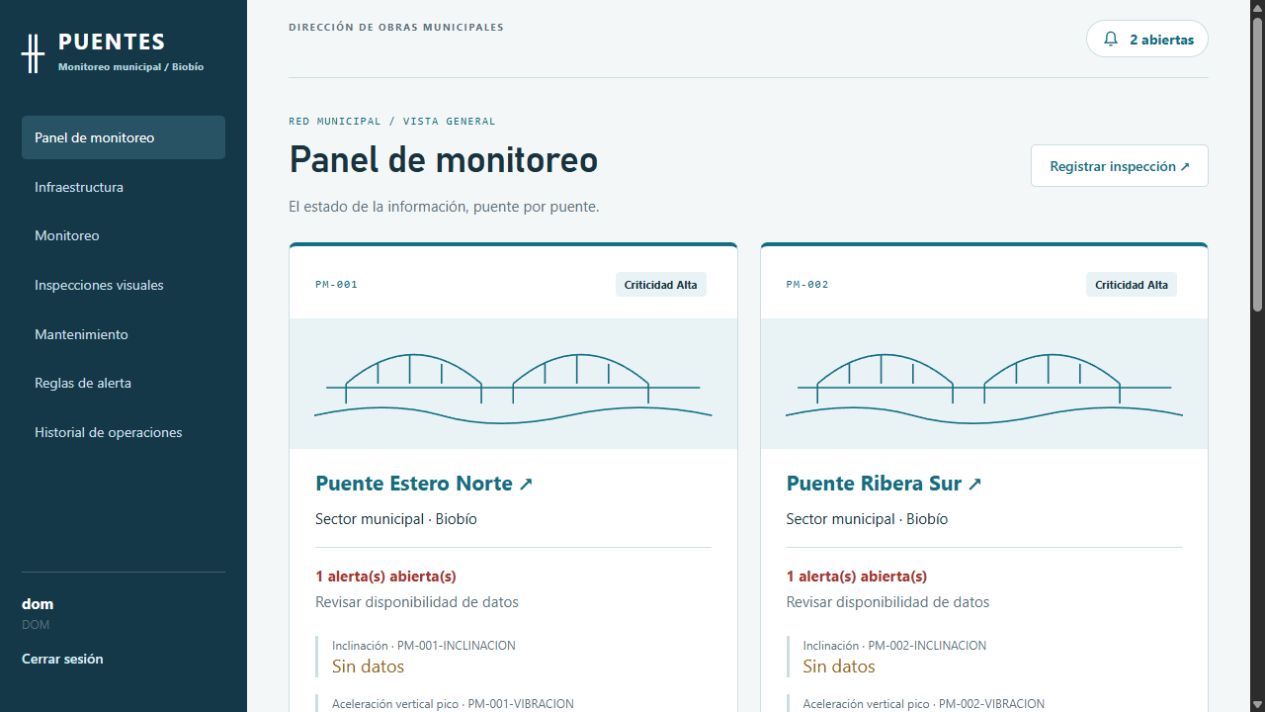 PUENTES
Monitoreo municipal / Biobío
Panel de monitoreo
Infraestructura
Monitoreo
Inspecciones visuales
Mantenimiento
Reglas de alerta
Historial de operaciones
dom
DOM
Cerrar sesión
DIRECCIÓN DE OBRAS MUNICIPALES
2 abiertas
RED MUNICIPAL / VISTA GENERAL
Panel de monitoreo
Registrar inspección ↗
El estado de la información, puente por puente.
PM-001
Criticidad Alta
Puente Estero Norte ↗
Sector municipal · Biobío
1 alerta(s) abierta(s)
Revisar disponibilidad de datos
Inclinación · PM-001-INCLINACION
Sin datos
Aceleración vertical pico · PM-001-VIBRACION
PM-002
Criticidad Alta
Puente Ribera Sur ↗
Sector municipal · Biobío
1 alerta(s) abierta(s)
Revisar disponibilidad de datos
Inclinación · PM-002-INCLINACION
Sin datos
Aceleración vertical pico · PM-002-VIBRACION